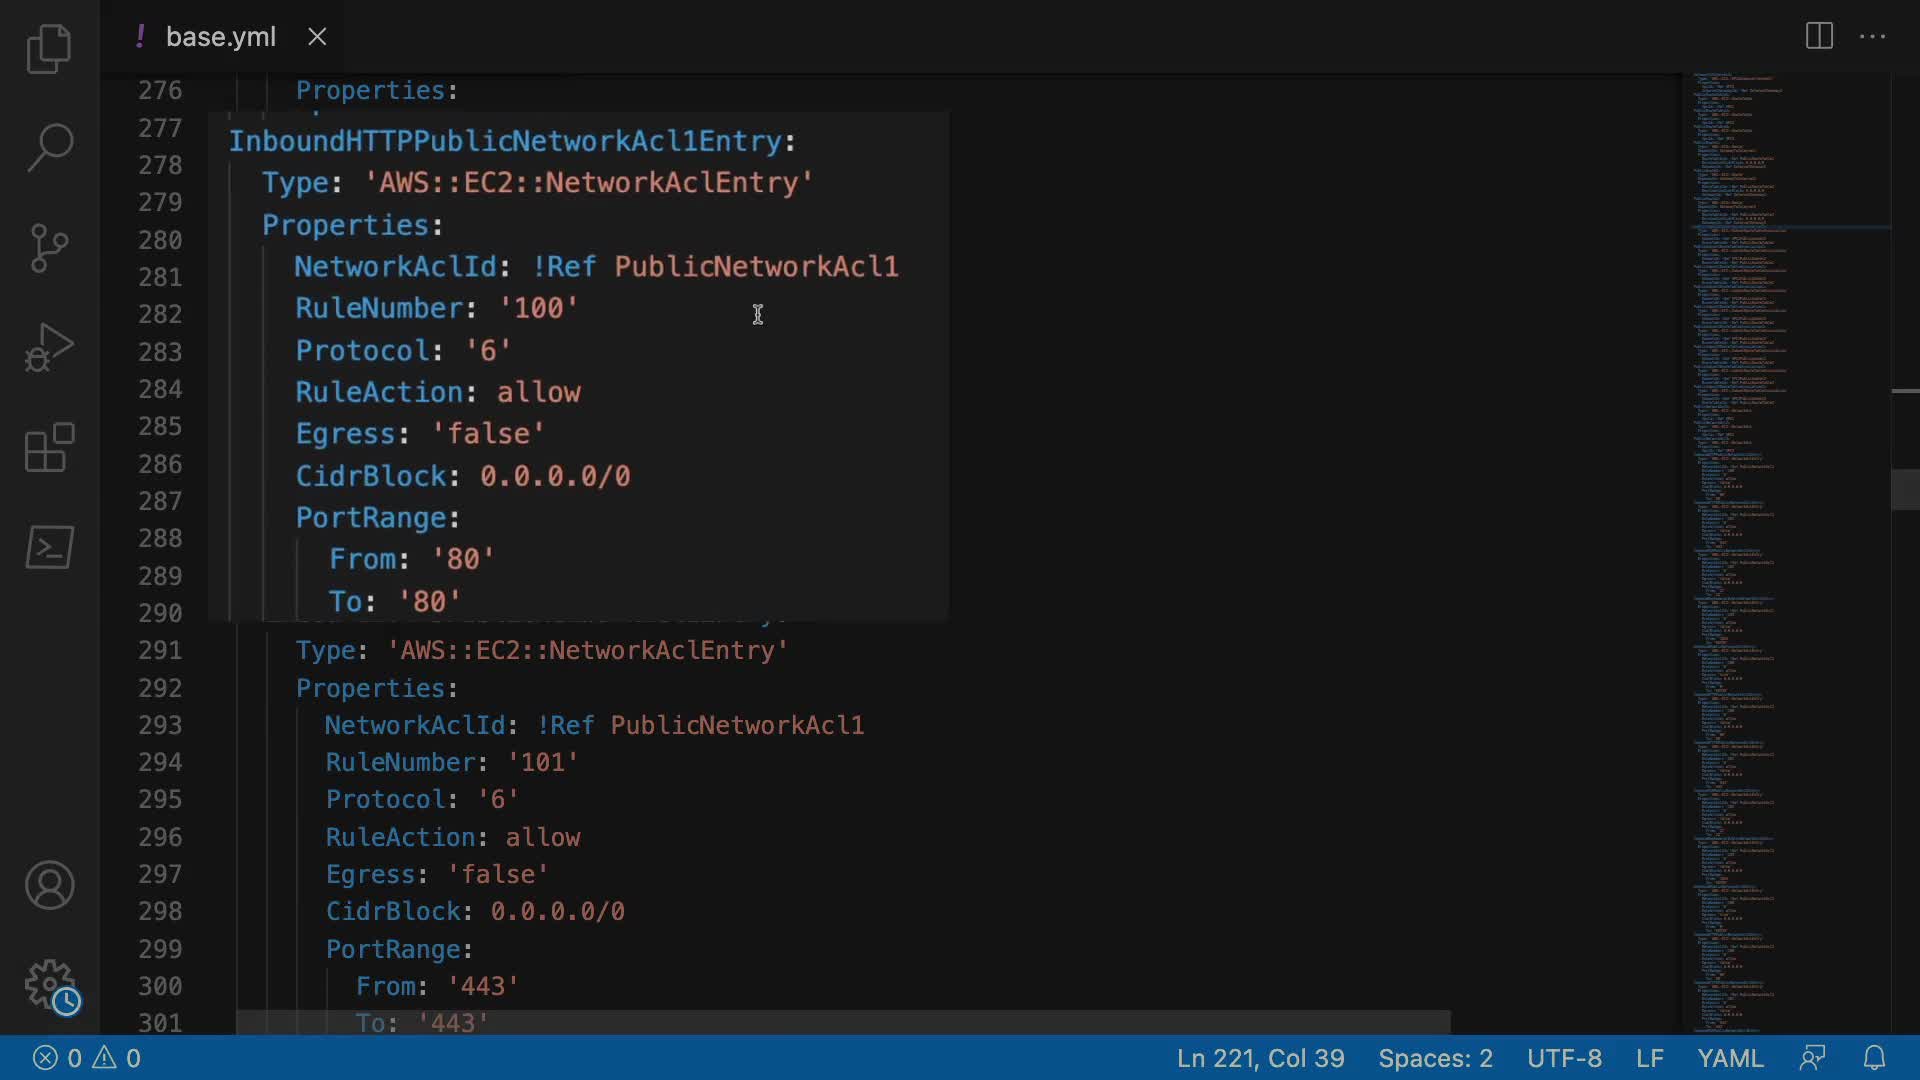 ! base.yml
276 Properties:
277
278
279
280
281
282
283
284
285
286
287
288
289
290
InboundHTTPPublicNetworkAcl1Entry:
Type: 'AWS::EC2::NetworkAclEntry'
Properties:
NetworkAclId: !Ref PublicNetworkAcl1
RuleNumber: '100'
Protocol: '6'
RuleAction: allow
Egress: 'false'
CidrBlock: 0.0.0.0/0
PortRange:
From: '80'
To: '80'
291 Type: 'AWS::EC2::NetworkAclEntry'
292 Properties:
293 NetworkAclId: !Ref PublicNetworkAcl1
294 RuleNumber: '101'
295 Protocol: '6'
296 RuleAction: allow
297 Egress: 'false'
298 CidrBlock: 0.0.0.0/0
299 PortRange:
300 From: '443'
301 To: '443'
0 0 Ln 221, Col 39 Spaces: 2 UTF-8 LF YAML